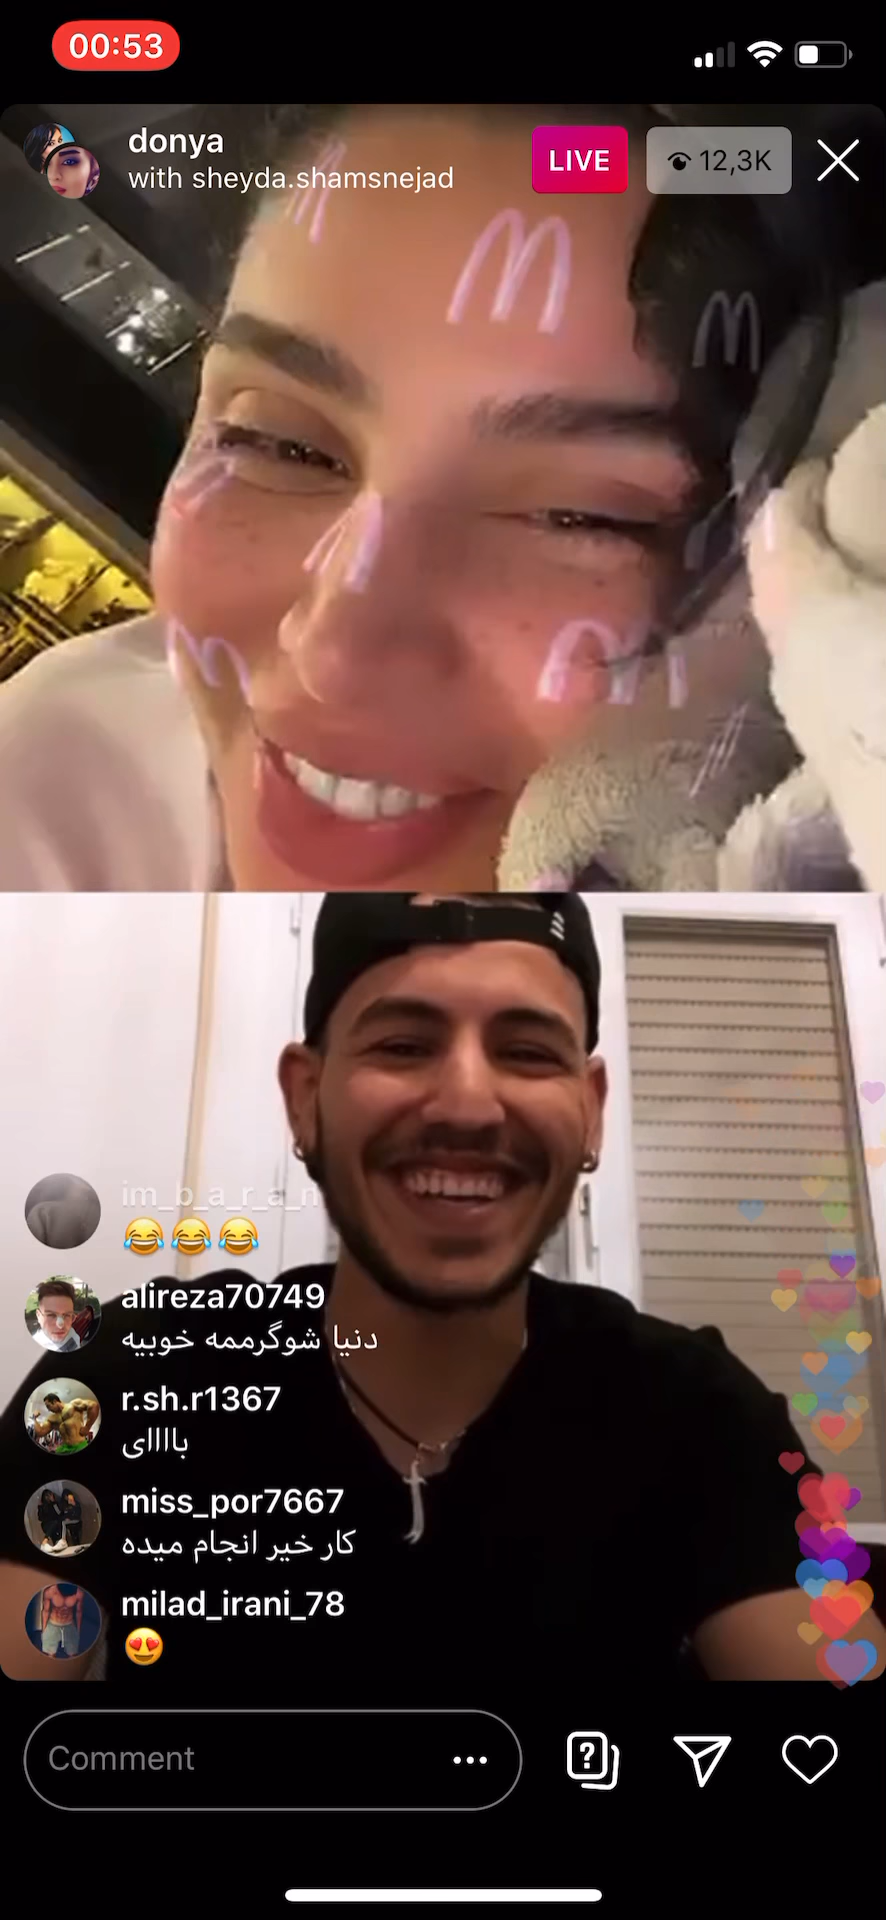 00:53
donya
with sheyda.shamsnejad
LIVE
12,3K
im_b_a_r_a_n
😂😂😂
alireza70749
دنیا شوگرممه خوبیه
r.sh.r1367
باااای
miss_por7667
کار خیر انجام میده
milad_irani_78
😍
Comment